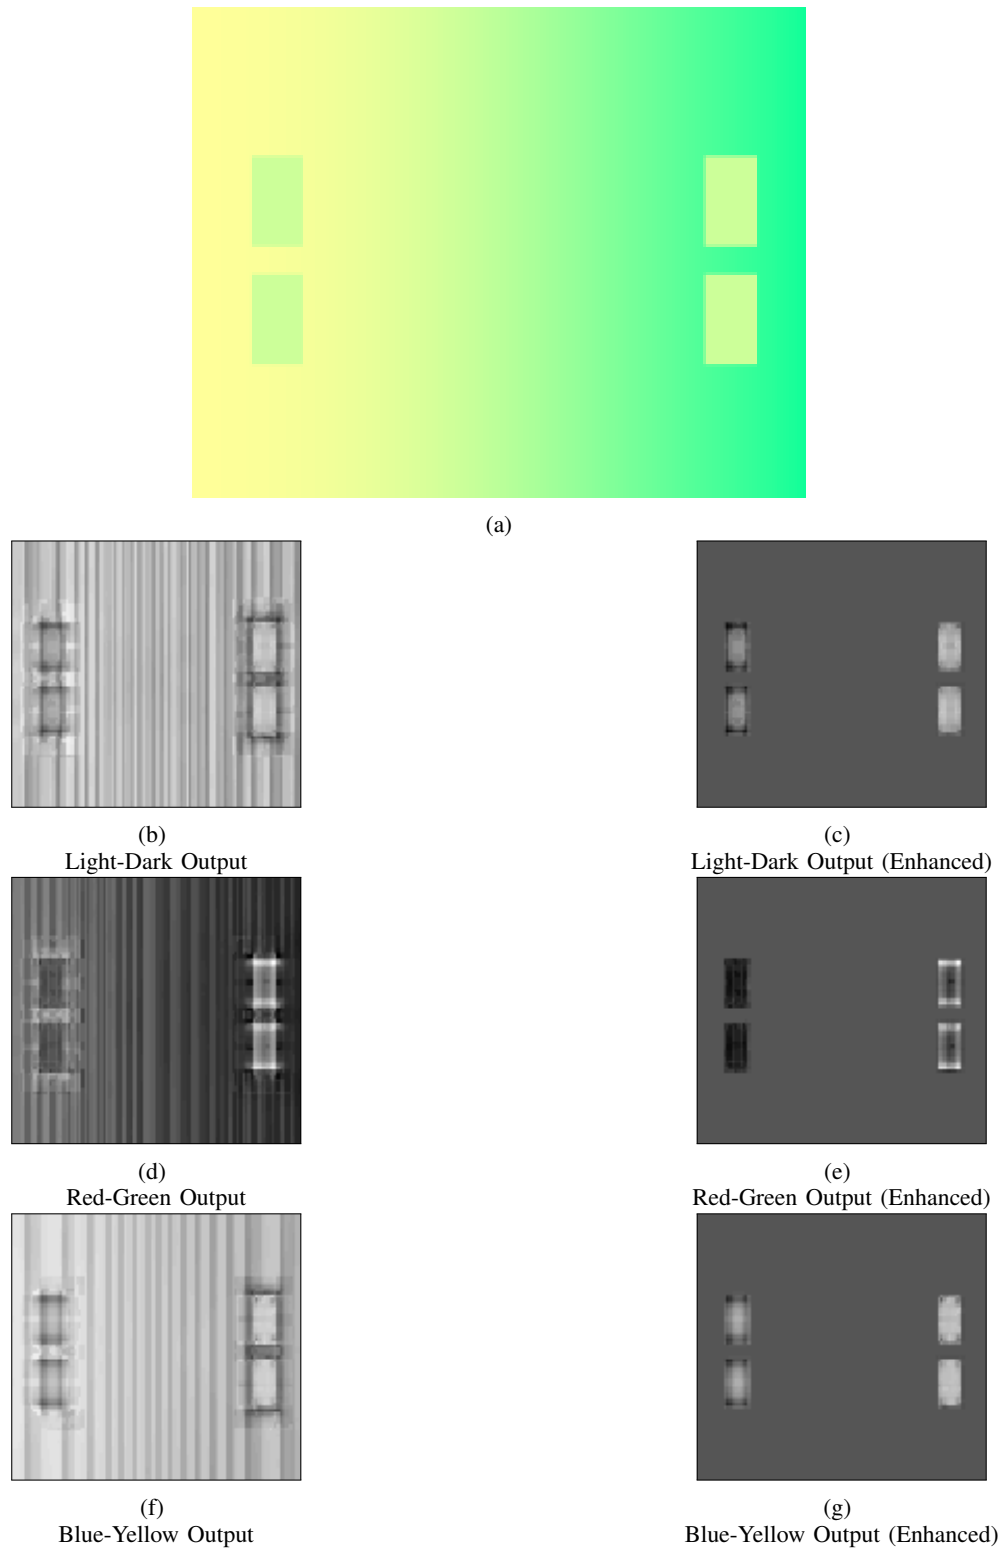 (a)
(b)
Light-Dark Output
(c)
Light-Dark Output (Enhanced)
(d)
Red-Green Output
(e)
Red-Green Output (Enhanced)
(f)
Blue-Yellow Output
(g)
Blue-Yellow Output (Enhanced)